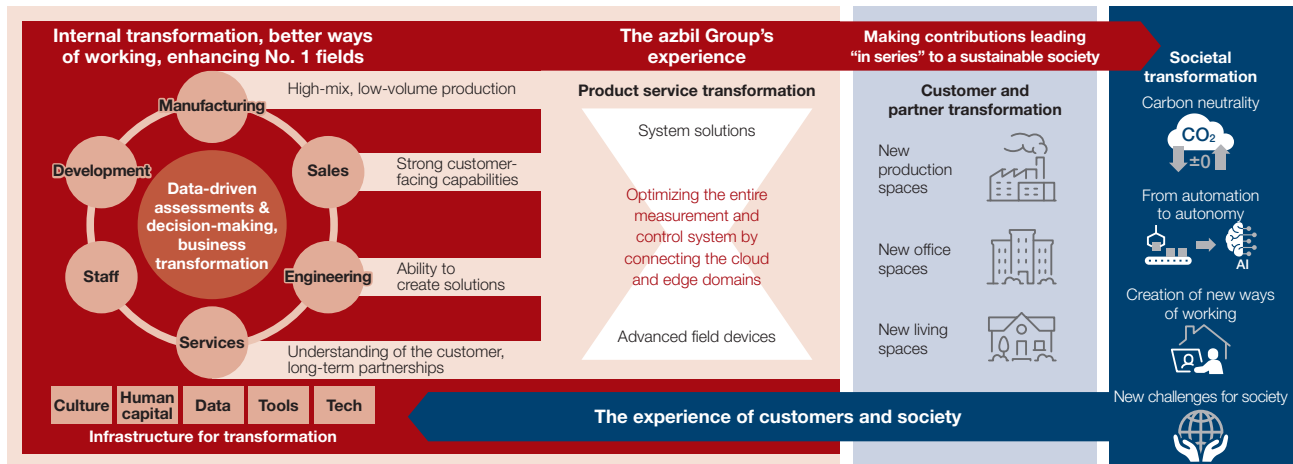 Internal transformation, better ways
of working, enhancing No. 1 fields
Manufacturing
High-mix, low-volume production
Development
Sales
Strong customer-
facing capabilities
Data-driven
assessments &
decision-making,
business
transformation
Staff
Engineering
Ability to
create solutions
Services
Understanding of the customer,
long-term partnerships
Culture
Human
capital
Data
Tools
Tech
Infrastructure for transformation
The azbil Group’s
experience
Product service transformation
System solutions
Optimizing the entire
measurement and
control system by
connecting the cloud
and edge domains
Advanced field devices
Making contributions leading
“in series” to a sustainable society
Customer and
partner transformation
New
production
spaces
New office
spaces
New living
spaces
The experience of customers and society
Societal
transformation
Carbon neutrality
CO₂
±0
From automation
to autonomy
AI
Creation of new ways
of working
New challenges for society